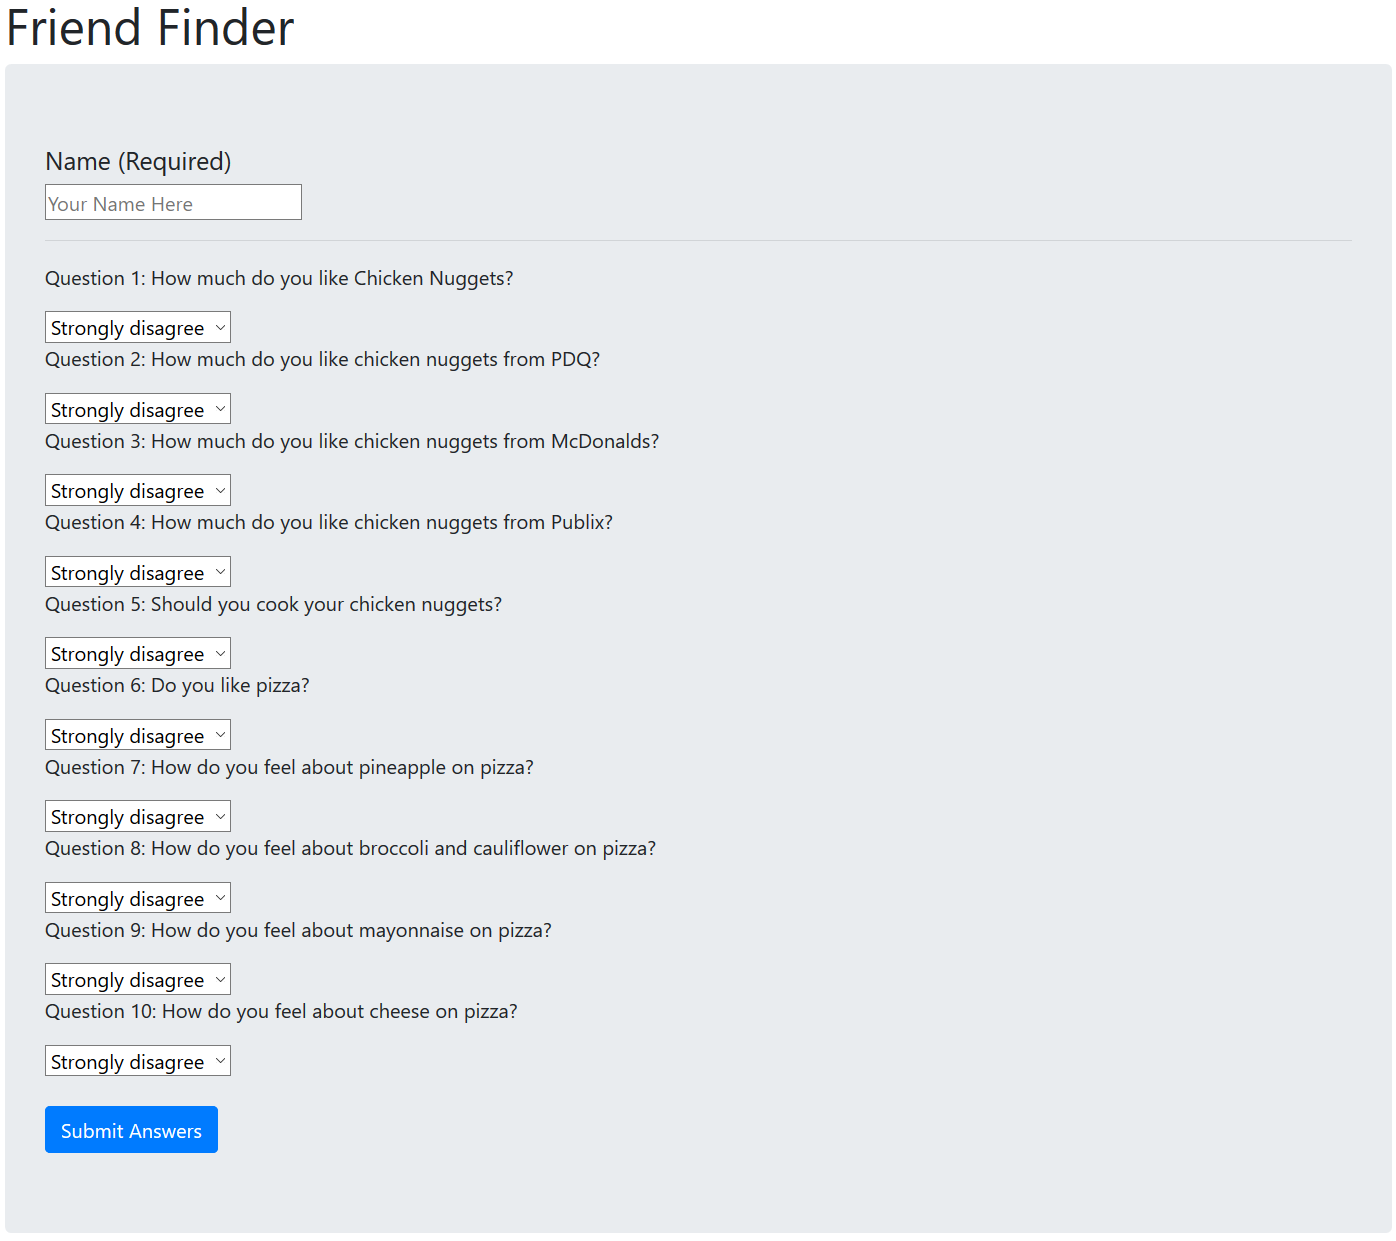 Friend Finder
Name (Required)
Your Name Here
Question 1: How much do you like Chicken Nuggets?
Strongly disagree
Question 2: How much do you like chicken nuggets from PDQ?
Strongly disagree
Question 3: How much do you like chicken nuggets from McDonalds?
Strongly disagree
Question 4: How much do you like chicken nuggets from Publix?
Strongly disagree
Question 5: Should you cook your chicken nuggets?
Strongly disagree
Question 6: Do you like pizza?
Strongly disagree
Question 7: How do you feel about pineapple on pizza?
Strongly disagree
Question 8: How do you feel about broccoli and cauliflower on pizza?
Strongly disagree
Question 9: How do you feel about mayonnaise on pizza?
Strongly disagree
Question 10: How do you feel about cheese on pizza?
Strongly disagree
Submit Answers